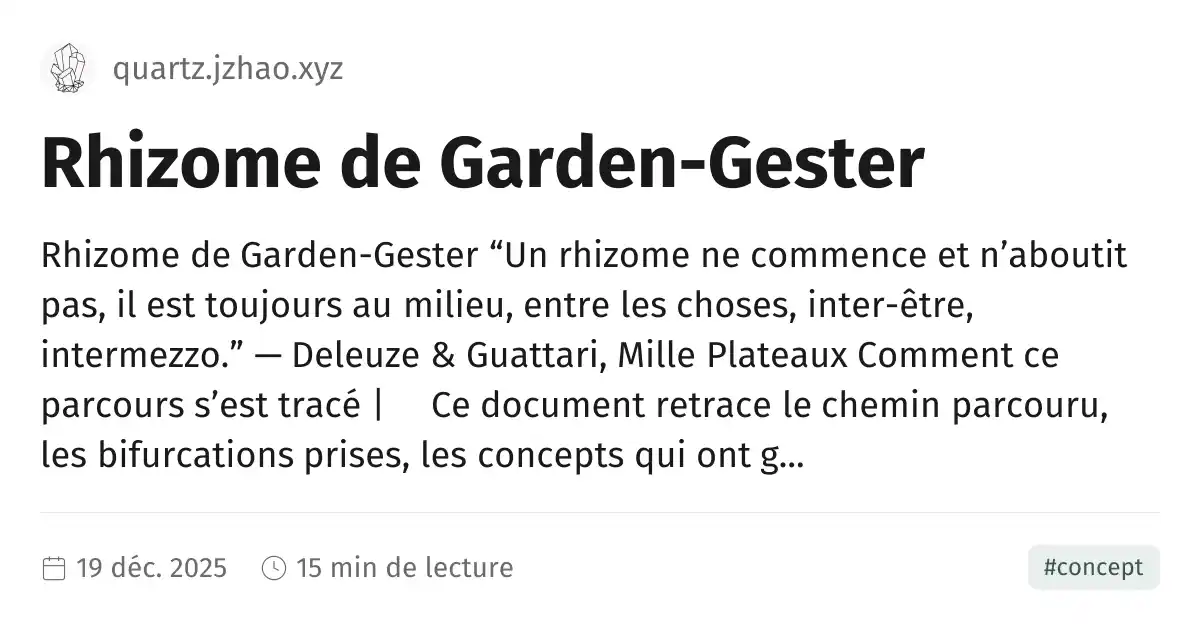 quartz.jzhao.xyz
Rhizome de Garden-Gester
Rhizome de Garden-Gester “Un rhizome ne commence et n’aboutit
pas, il est toujours au milieu, entre les choses, inter-être,
intermezzo.” — Deleuze & Guattari, Mille Plateaux Comment ce
parcours s’est tracé | Ce document retrace le chemin parcouru,
les bifurcations prises, les concepts qui ont g...
19 déc. 2025 15 min de lecture #concept